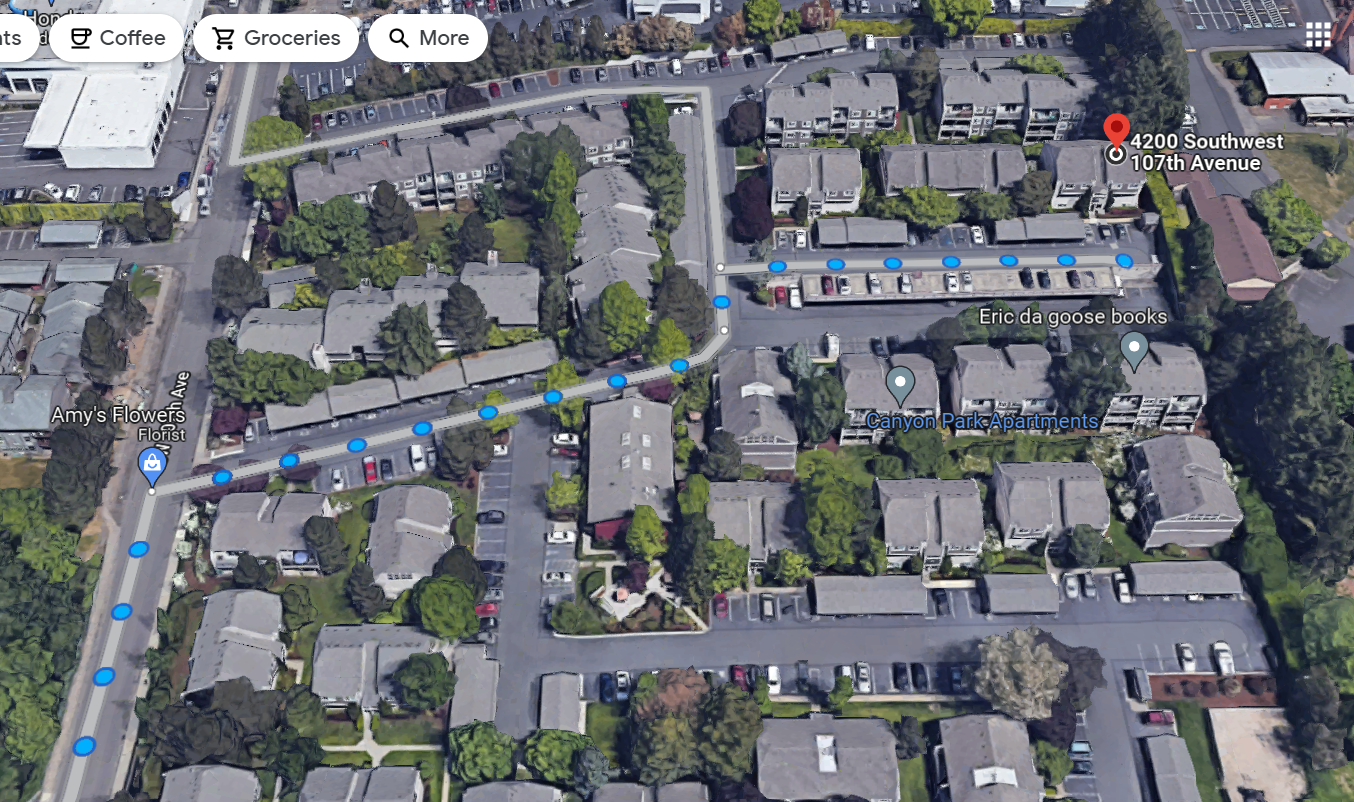 Coffee
Groceries
More
4200 Southwest
107th Avenue
Eric da goose books
Canyon Park Apartments
Amy's Flowers
Florist
Ave